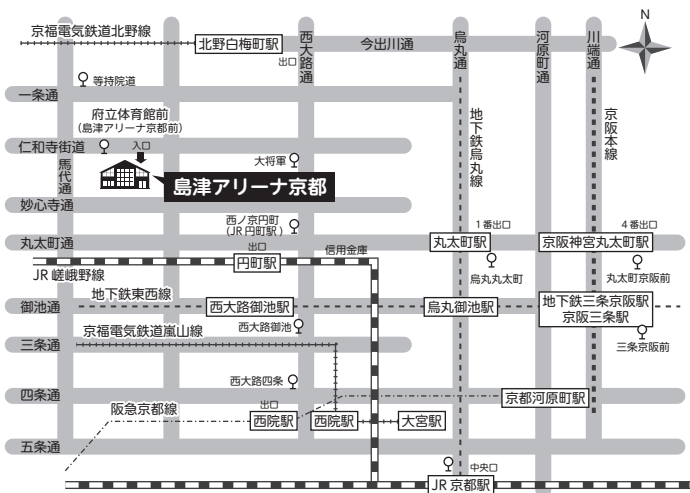 京福電気鉄道北野線
北野白梅町駅
出口
西大路通
今出川通
烏丸通
河原町通
川端通
N
等持院道
一条通
府立体育館前
(島津アリーナ京都前)
地下鉄烏丸線
京阪本線
仁和寺街道
入口
馬代通
大将軍
島津アリーナ京都
妙心寺通
西ノ京円町
(JR円町駅)
1番出口
4番出口
丸太町通
丸太町駅
京阪神宮丸太町駅
出口
信用金庫
円町駅
烏丸丸太町
丸太町京阪前
JR嵯峨野線
地下鉄東西線
御池通
西大路御池駅
烏丸御池駅
地下鉄三条京阪駅
京阪三条駅
京福電気鉄道嵐山線
西大路御池
三条通
三条京阪前
西大路四条
四条通
京都河原町駅
阪急京都線
出口
西院駅
西院駅
大宮駅
五条通
中央口
JR京都駅